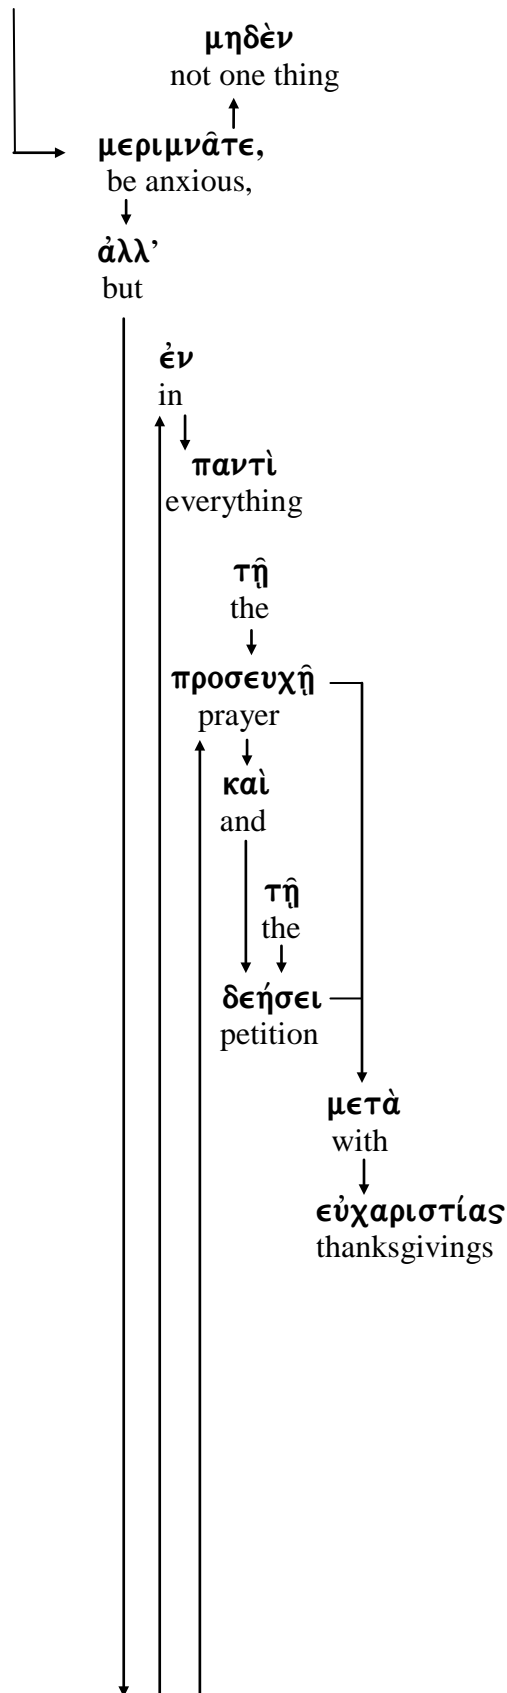 μηδὲν
not one thing
μεριμνᾶτε,
be anxious,
ἀλλ’
but
ἐν
in
παντὶ
everything
τῇ
the
προσευχῇ
prayer
καὶ
and
τῇ
the
δεήσει
petition
μετὰ
with
εὐχαριστίας
thanksgivings